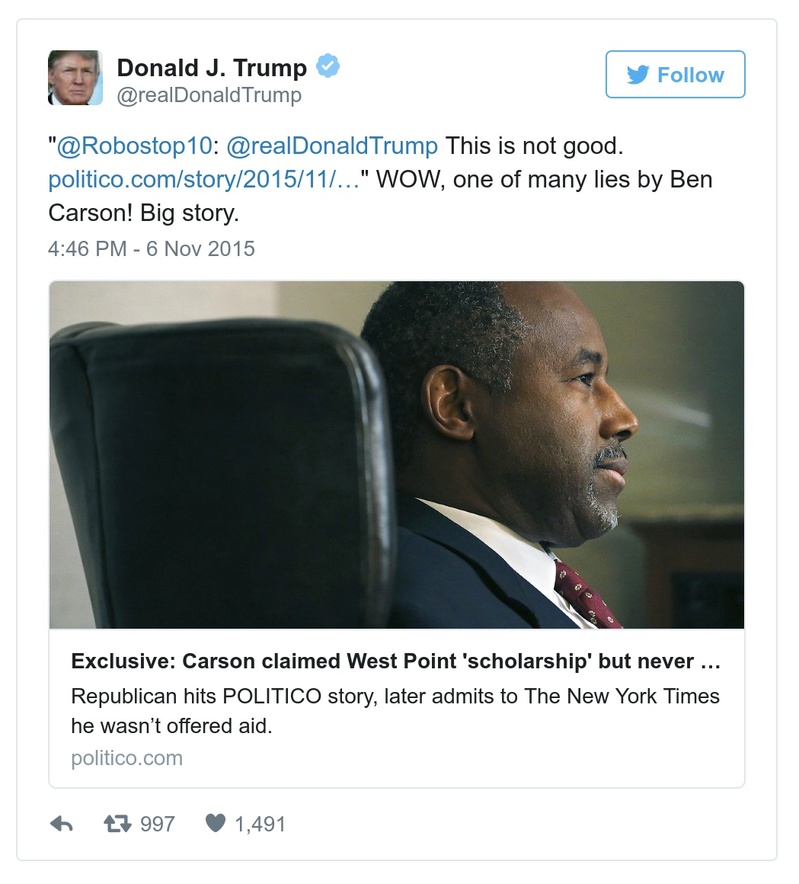 Donald J. Trump
@realDonaldTrump
Follow
"@Robostop10: @realDonaldTrump This is not good.
politico.com/story/2015/11/…" WOW, one of many lies by Ben
Carson! Big story.
4:46 PM - 6 Nov 2015
Exclusive: Carson claimed West Point 'scholarship' but never …
Republican hits POLITICO story, later admits to The New York Times
he wasn’t offered aid.
politico.com
997
1,491